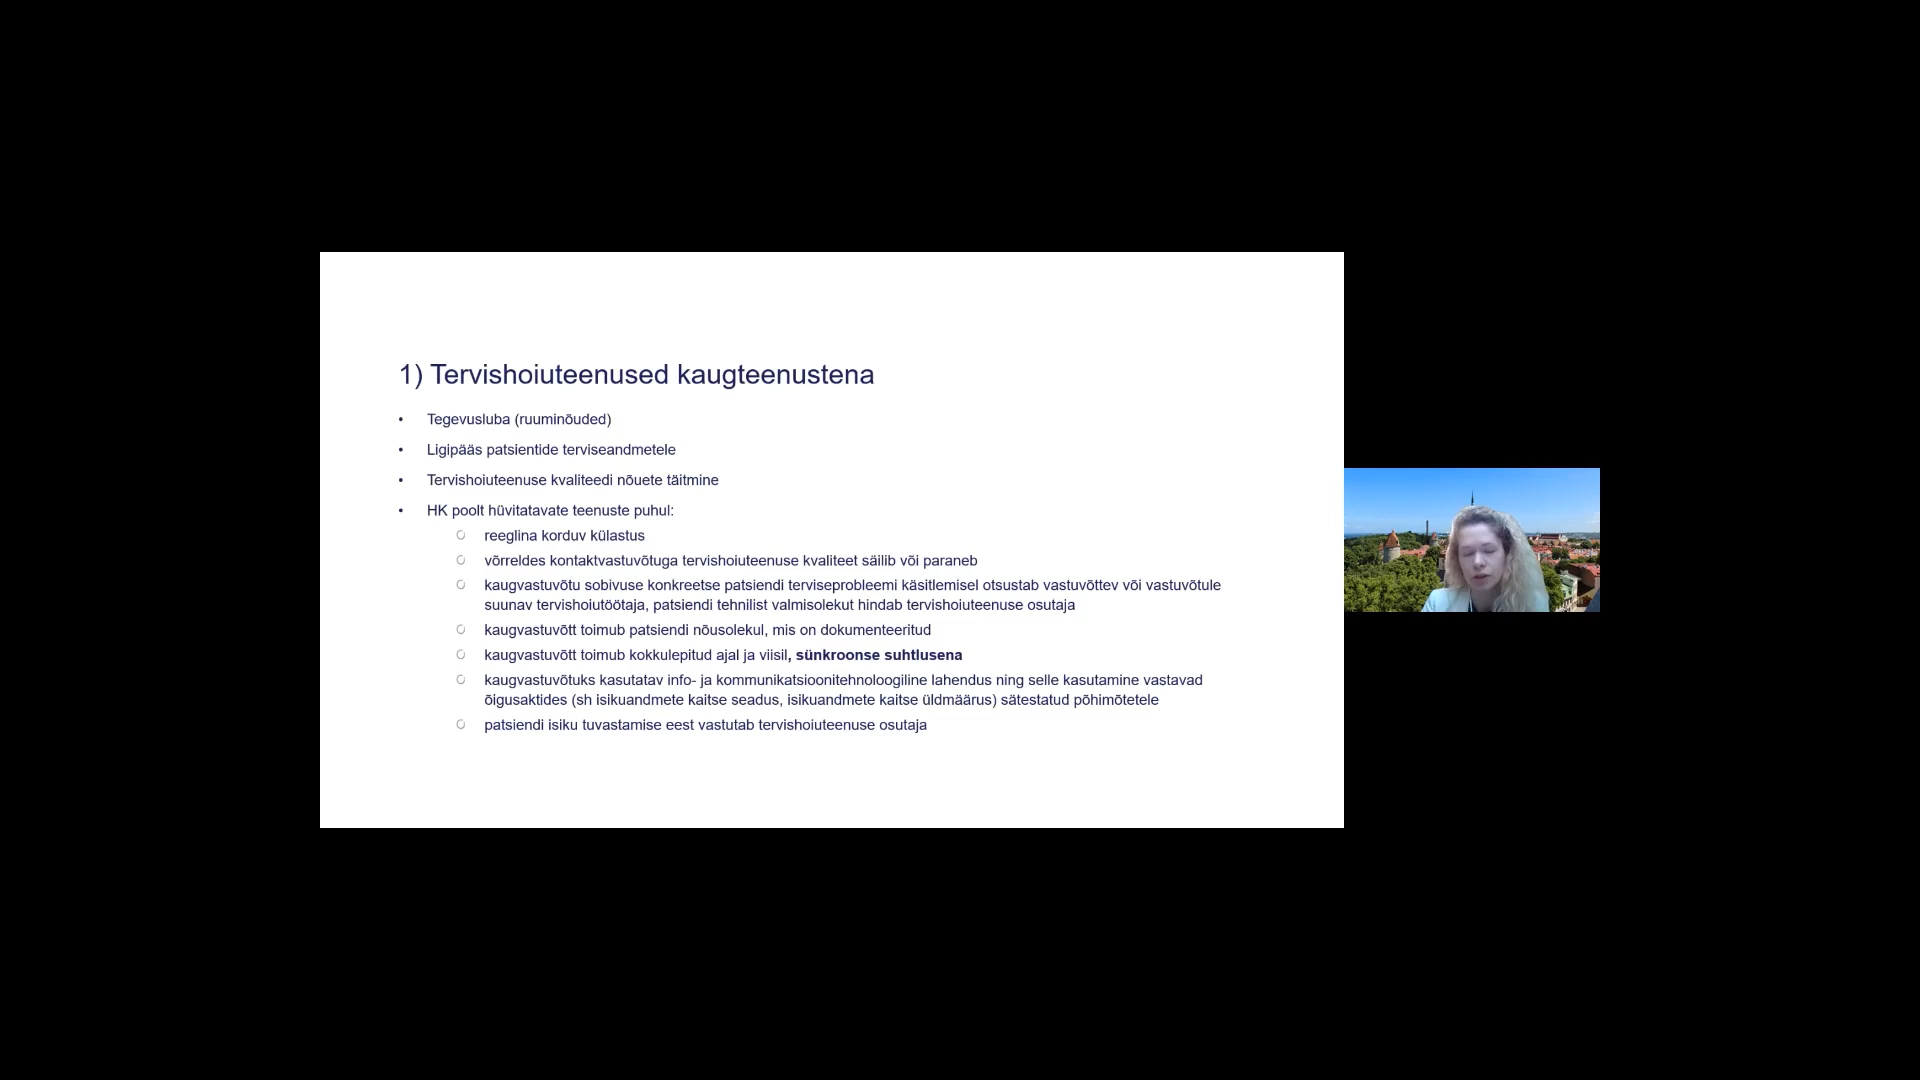 1) Tervishoiuteenused kaugteenustena
• Tegevusluba (ruuminõuded)
• Ligipääs patsientide terviseandmetele
• Tervishoiuteenuse kvaliteedi nõuete täitmine
• HK poolt hüvitatavate teenuste puhul:
○ reeglina korduv külastus
○ võrreldes kontaktvastuvõtuga tervishoiuteenuse kvaliteet säilib või paraneb
○ kaugvastuvõtu sobivuse konkreetse patsiendi terviseprobleemi käsitlemisel otsustab vastuvõttev või vastuvõtule
suunav tervishoiutöötaja, patsiendi tehnilist valmisolekut hindab tervishoiuteenuse osutaja
○ kaugvastuvõtt toimub patsiendi nõusolekul, mis on dokumenteeritud
○ kaugvastuvõtt toimub kokkulepitud ajal ja viisil, sünkroonse suhtlusena
○ kaugvastuvõtuks kasutatav info- ja kommunikatsioonitehnoloogiline lahendus ning selle kasutamine vastavad
õigusaktides (sh isikuandmete kaitse seadus, isikuandmete kaitse üldmäärus) sätestatud põhimõtetele
○ patsiendi isiku tuvastamise eest vastutab tervishoiuteenuse osutaja